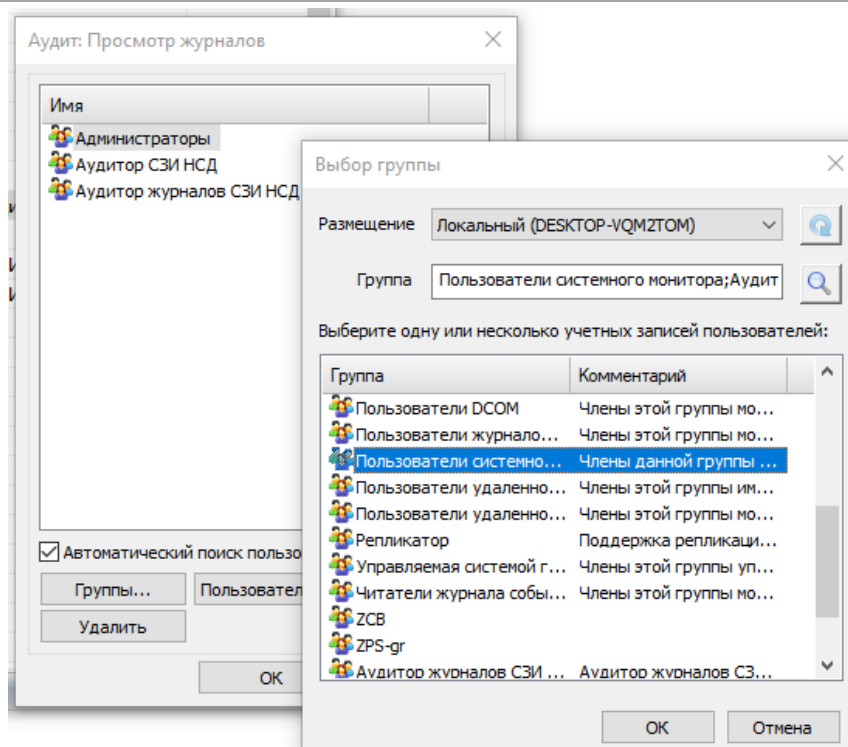 Аудит: Просмотр журналов
Имя
Администраторы
Аудитор СЗИ НСД
Аудитор журналов СЗИ НСД
Автоматический поиск пользо
Группы...
Пользовател
Удалить
ОК
Выбор группы
Размещение
Локальный (DESKTOP-VQM2TOM)
Группа
Пользователи системного монитора;Аудит
Выберите одну или несколько учетных записей пользователей:
Группа Комментарий
Пользователи DCOM Члены этой группы мо...
Пользователи журнало... Члены этой группы мо...
Пользователи системно... Члены данной группы ...
Пользователи удаленно... Члены этой группы им...
Пользователи удаленно... Члены этой группы мо...
Репликатор Поддержка репликаци...
Управляемая системой г... Члены этой группы уп...
Читатели журнала собы... Члены этой группы мо...
ZCB
ZPS-gr
Аудитор журналов СЗИ ... Аудитор журналов СЗ...
ОК
Отмена